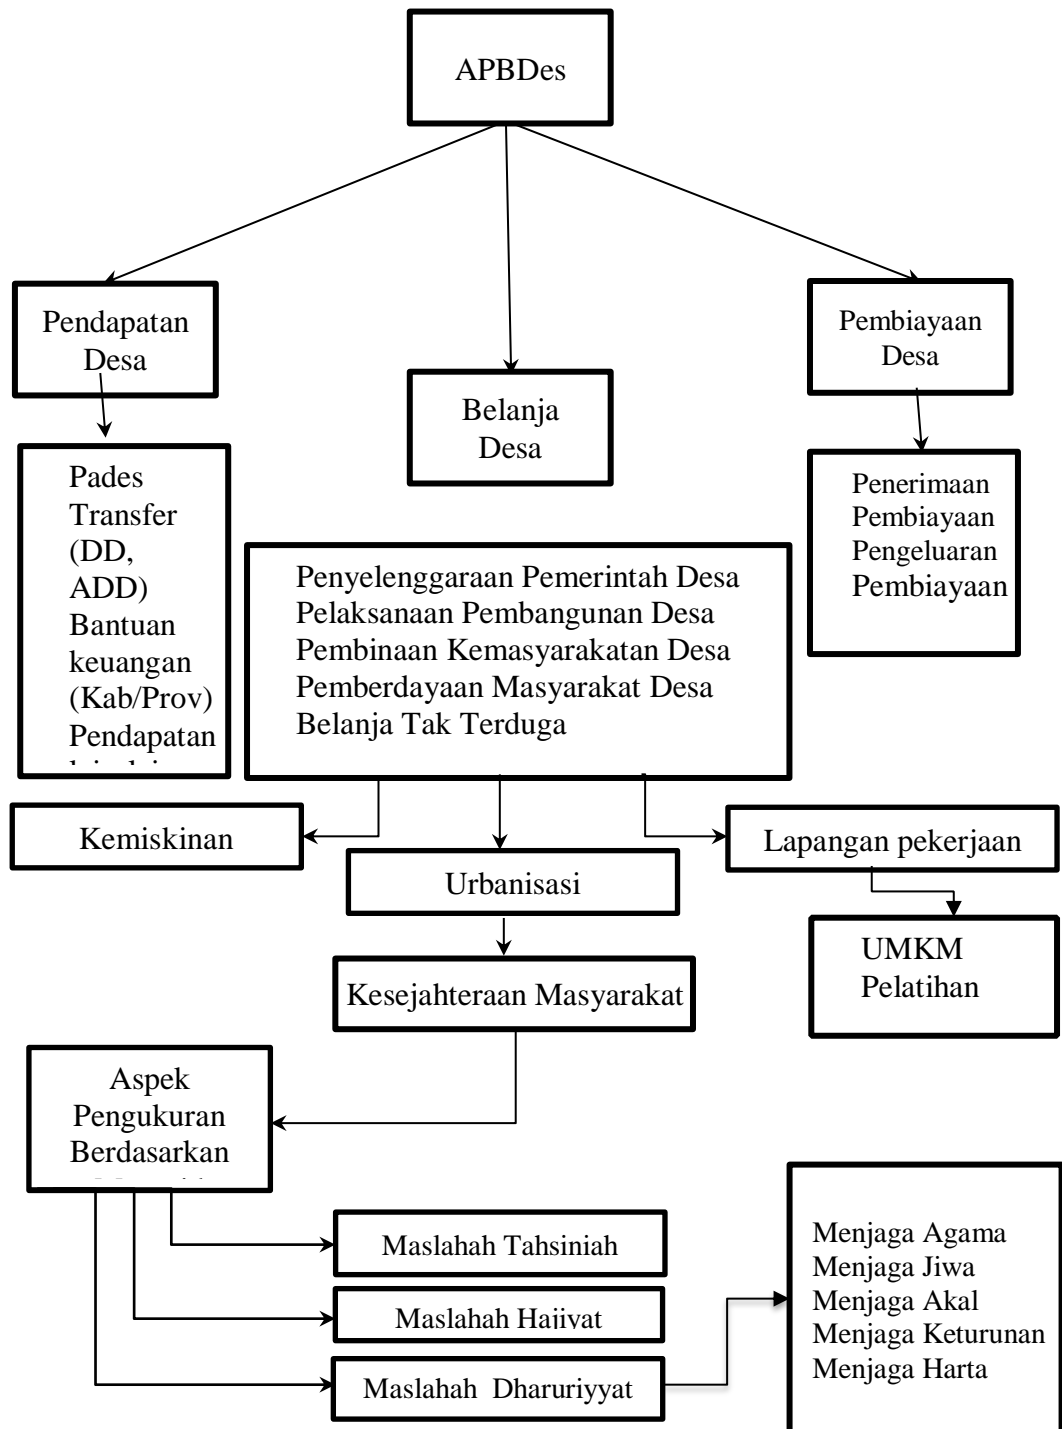 APBDes
Pendapatan
Desa
Belanja
Desa
Pembiayaan
Desa
Pades
Transfer
(DD,
ADD)
Bantuan
keuangan
(Kab/Prov)
Pendapatan
Penyelenggaraan Pemerintah Desa
Pelaksanaan Pembangunan Desa
Pembinaan Kemasyarakatan Desa
Pemberdayaan Masyarakat Desa
Belanja Tak Terduga
Penerimaan
Pembiayaan
Pengeluaran
Pembiayaan
Kemiskinan
Urbanisasi
Lapangan pekerjaan
UMKM
Pelatihan
Kesejahteraan Masyarakat
Aspek
Pengukuran
Berdasarkan
Maslahah Tahsiniah
Maslahah Hajiyat
Maslahah Dharuriyyat
Menjaga Agama
Menjaga Jiwa
Menjaga Akal
Menjaga Keturunan
Menjaga Harta